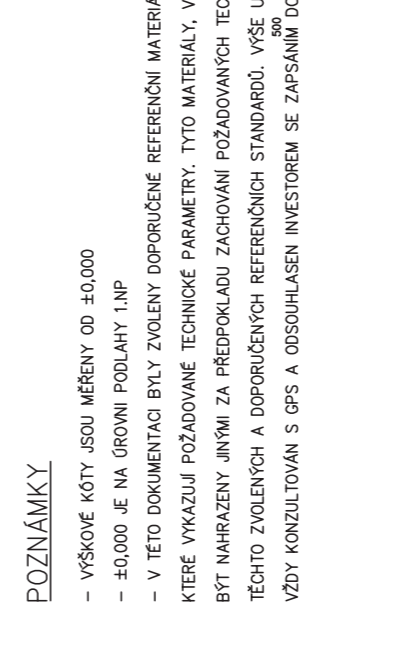 POZNÁMKY
– VÝŠKOVÉ KÓTY JSOU MĚŘENY OD ±0,000
– ±0,000 JE NA ÚROVNI PODLAHY 1.NP
– V TÉTO DOKUMENTACI BYLY ZVOLENY DOPORUČENÉ REFERENČNÍ
KTERÉ VYKAZUJÍ POŽADOVANÉ TECHNICKÉ PARAMETRY. TYTO MATERIÁLY,
BÝT NAHRAZENY JINÝMI ZA PŘEDPOKLADU ZACHOVÁNÍ POŽADOVANÝCH
TĚCHTO ZVOLENÝCH A DOPORUČENÝCH REFERENČNÍCH STANDARDŮ. VÝŠE
500
VŽDY KONZULTOVÁN S GPS A ODSOUHLASEN INVESTOREM SE ZAPSÁNÍM